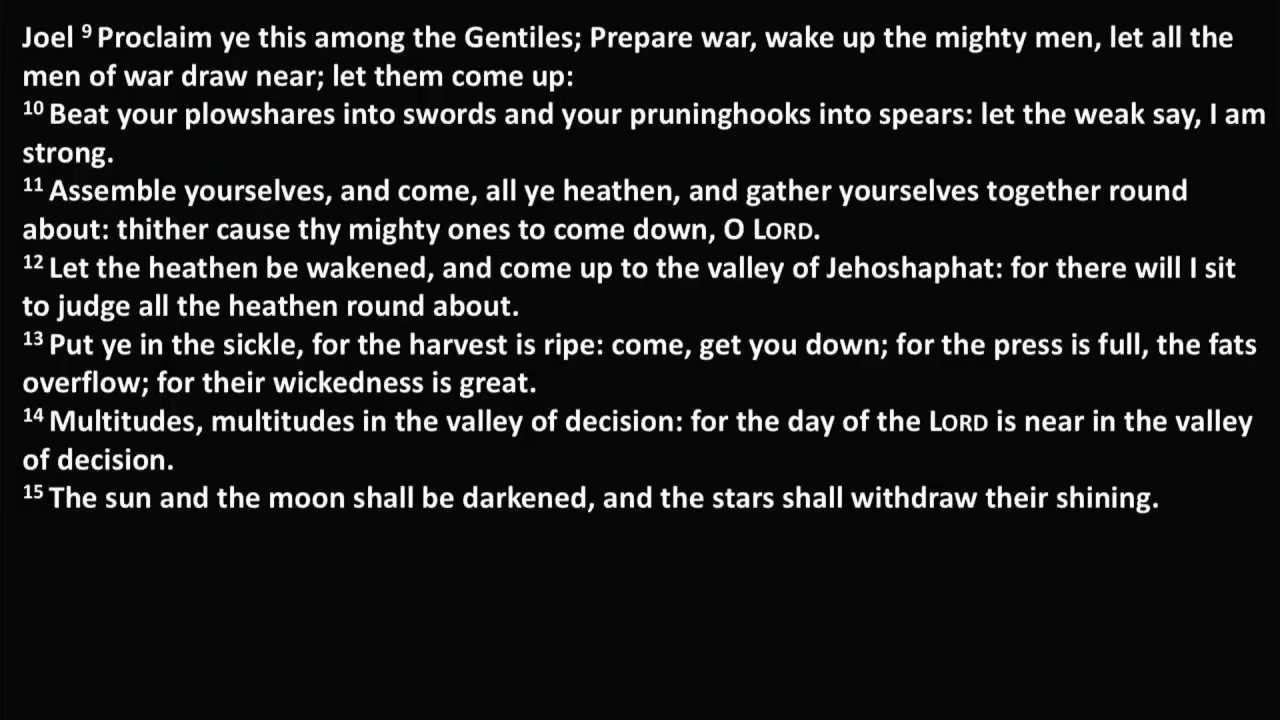 Joel ⁹ Proclaim ye this among the Gentiles; Prepare war, wake up the mighty men, let all the
men of war draw near; let them come up:
¹⁰ Beat your plowshares into swords and your pruninghooks into spears: let the weak say, I am
strong.
¹¹ Assemble yourselves, and come, all ye heathen, and gather yourselves together round
about: thither cause thy mighty ones to come down, O LORD.
¹² Let the heathen be wakened, and come up to the valley of Jehoshaphat: for there will I sit
to judge all the heathen round about.
¹³ Put ye in the sickle, for the harvest is ripe: come, get you down; for the press is full, the fats
overflow; for their wickedness is great.
¹⁴ Multitudes, multitudes in the valley of decision: for the day of the LORD is near in the valley
of decision.
¹⁵ The sun and the moon shall be darkened, and the stars shall withdraw their shining.